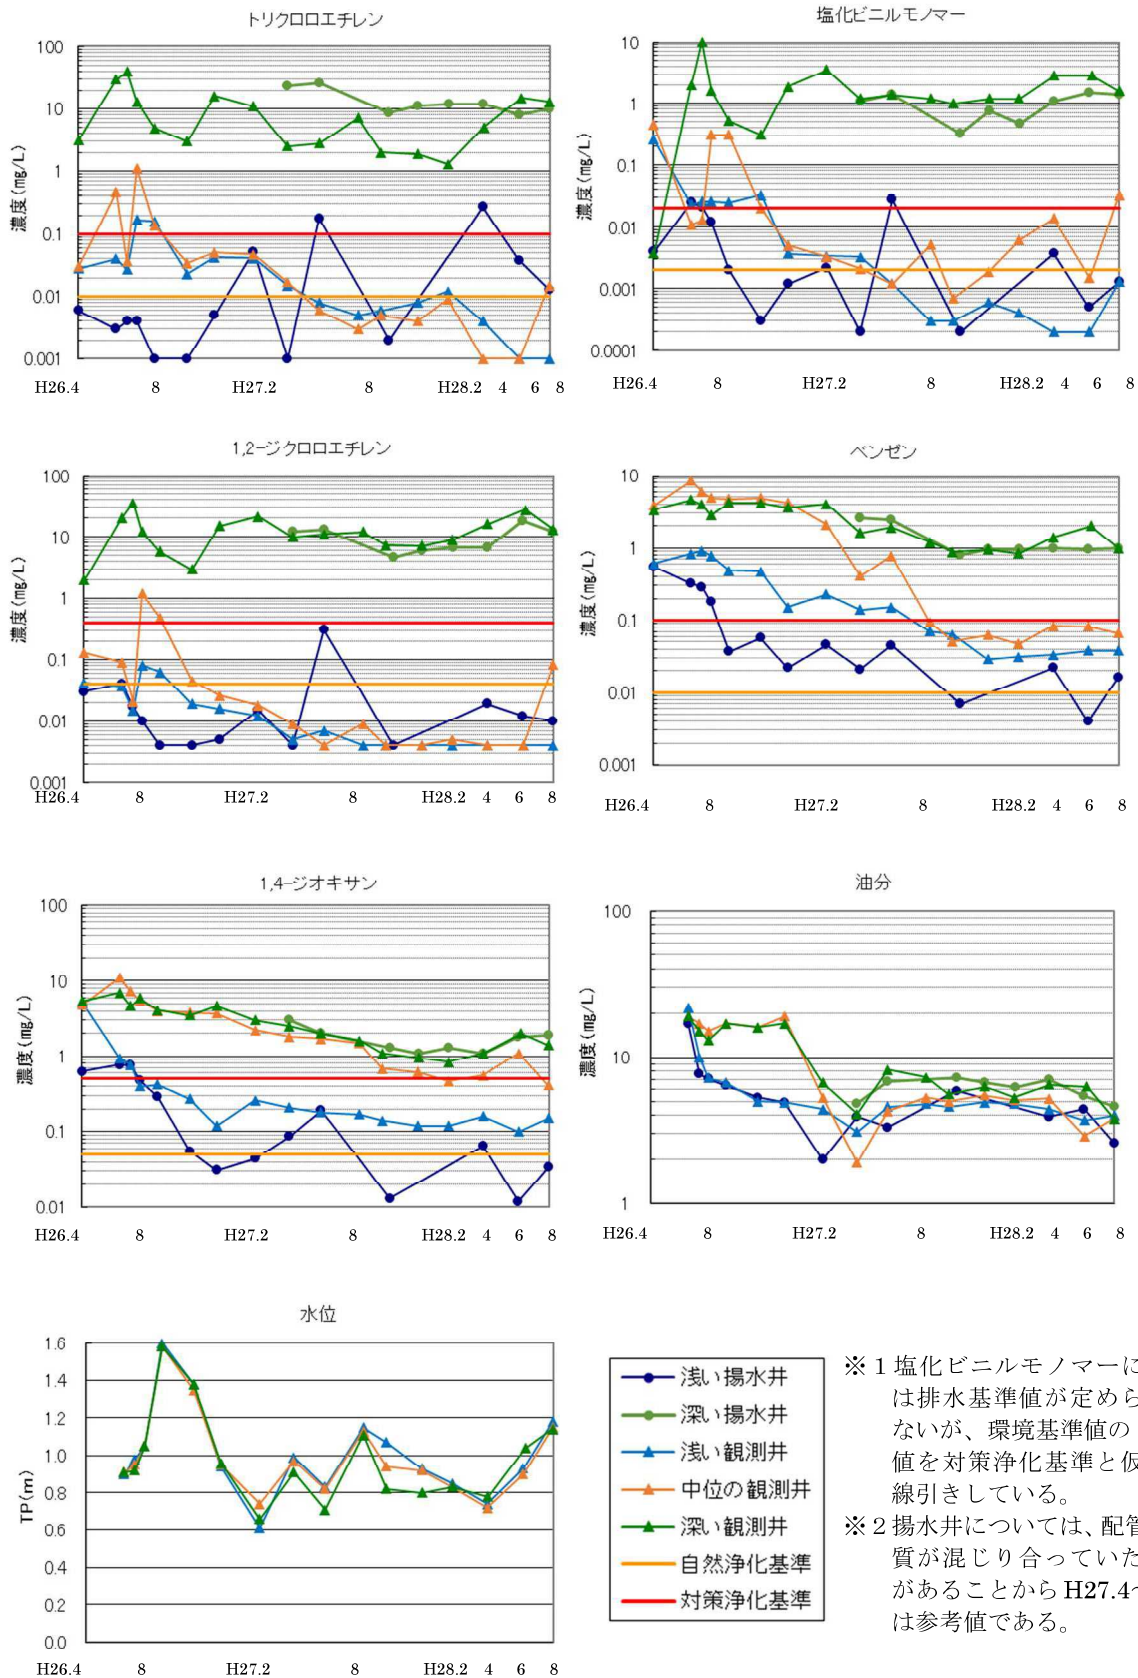 トリクロロエチレン
濃度(mg/L)
100
10
1
0.1
0.01
0.001
H26.4 8 H27.2 8 H28.2 4 6 8
塩化ビニルモノマー
濃度(mg/L)
10
1
0.1
0.01
0.001
0.0001
H26.4 8 H27.2 8 H28.2 4 6 8
1,2-ジクロロエチレン
濃度(mg/L)
100
10
1
0.1
0.01
0.001
H26.4 8 H27.2 8 H28.2 4 6 8
ベンゼン
濃度(mg/L)
10
1
0.1
0.01
0.001
H26.4 8 H27.2 8 H28.2 4 6 8
1,4-ジオキサン
濃度(mg/L)
100
10
1
0.1
0.01
H26.4 8 H27.2 8 H28.2 4 6 8
油分
濃度(mg/L)
100
10
1
H26.4 8 H27.2 8 H28.2 4 6 8
水位
TP(m)
1.6
1.4
1.2
1.0
0.8
0.6
0.4
0.2
0.0
H26.4 8 H27.2 8 H28.2 4 6 8
浅い揚水井
深い揚水井
浅い観測井
中位の観測井
深い観測井
自然浄化基準
対策浄化基準
※1塩化ビニルモノマーに
は排水基準値が定めら
ないが、環境基準値の
値を対策浄化基準と仮
線引きしている。
※2揚水井については、配管
質が混じり合っていた
があることから H27.4~
は参考値である。